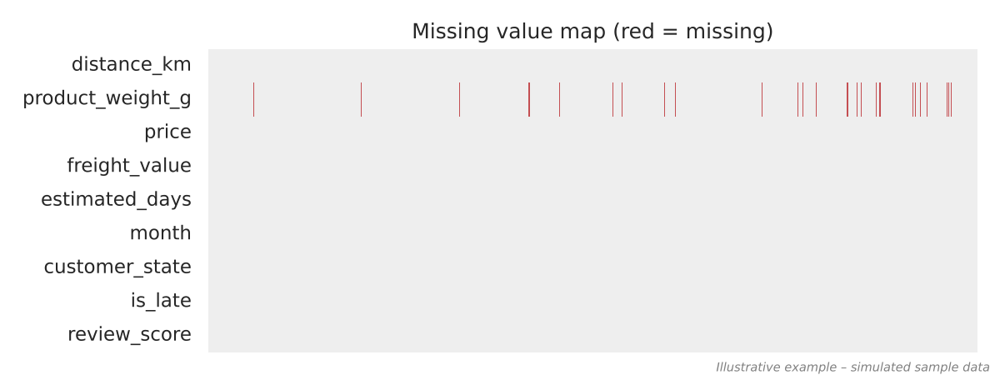 Missing value map (red = missing)
distance_km
product_weight_g
price
freight_value
estimated_days
month
customer_state
is_late
review_score
Illustrative example – simulated sample data